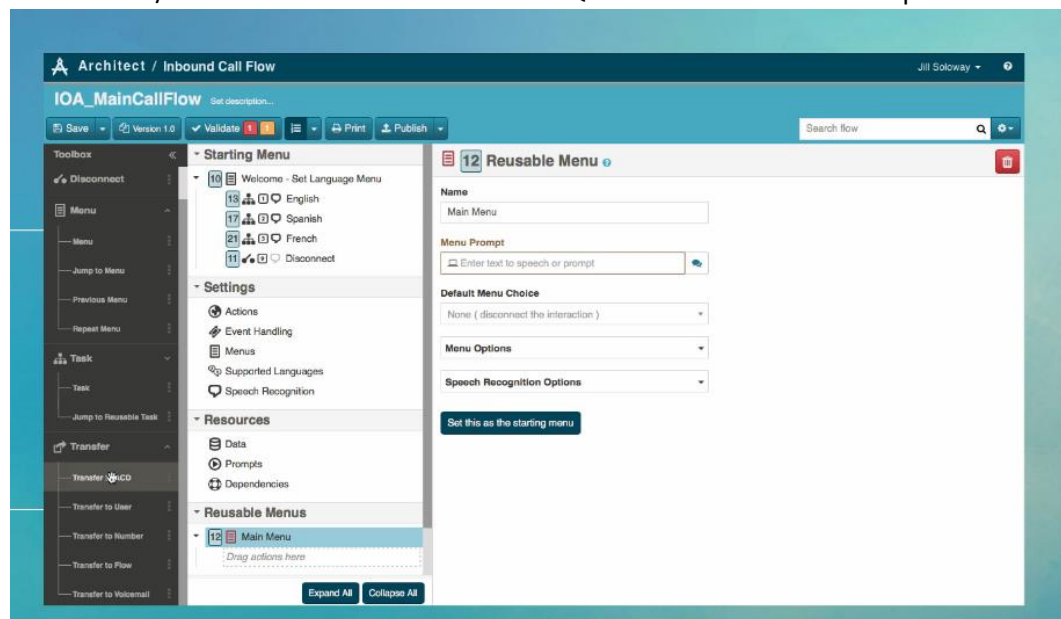 Architect / Inbound Call Flow
Jill Soloway
IOA_MainCallFlow Set description...
Save
Version 1.0
Validate 1 1
Print
Publish
Search flow
Toolbox
Disconnect
Menu
Menu
Jump to Menu
Previous Menu
Repeat Menu
Task
Task
Jump to Reusable Task
Transfer
Transfer
Transfer to User
Transfer to Number
Transfer to Flow
Transfer to Voicemail
Starting Menu
10 Welcome - Set Language Menu
13 1 English
17 2 Spanish
21 3 French
11 9 Disconnect
Settings
Actions
Event Handling
Menus
Supported Languages
Speech Recognition
Resources
Data
Prompts
Dependencies
Reusable Menus
12 Main Menu
Drag actions here
Expand All
Collapse All
12 Reusable Menu
Name
Main Menu
Menu Prompt
Enter text to speech or prompt
Default Menu Choice
None ( disconnect the interaction )
Menu Options
Speech Recognition Options
Set this as the starting menu